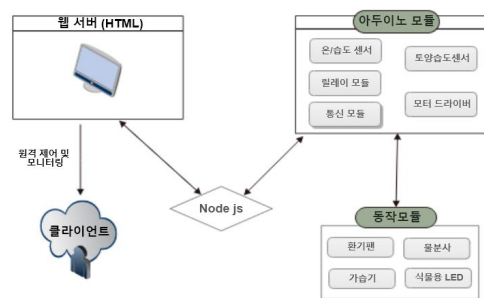 웹 서버 (HTML)
원격 제어 및
모니터링
클라이언트
Node js
아두이노 모듈
온/습도 센서
토양습도센서
릴레이 모듈
모터 드라이버
통신 모듈
동작모듈
환기팬
물분사
가습기
식물용 LED